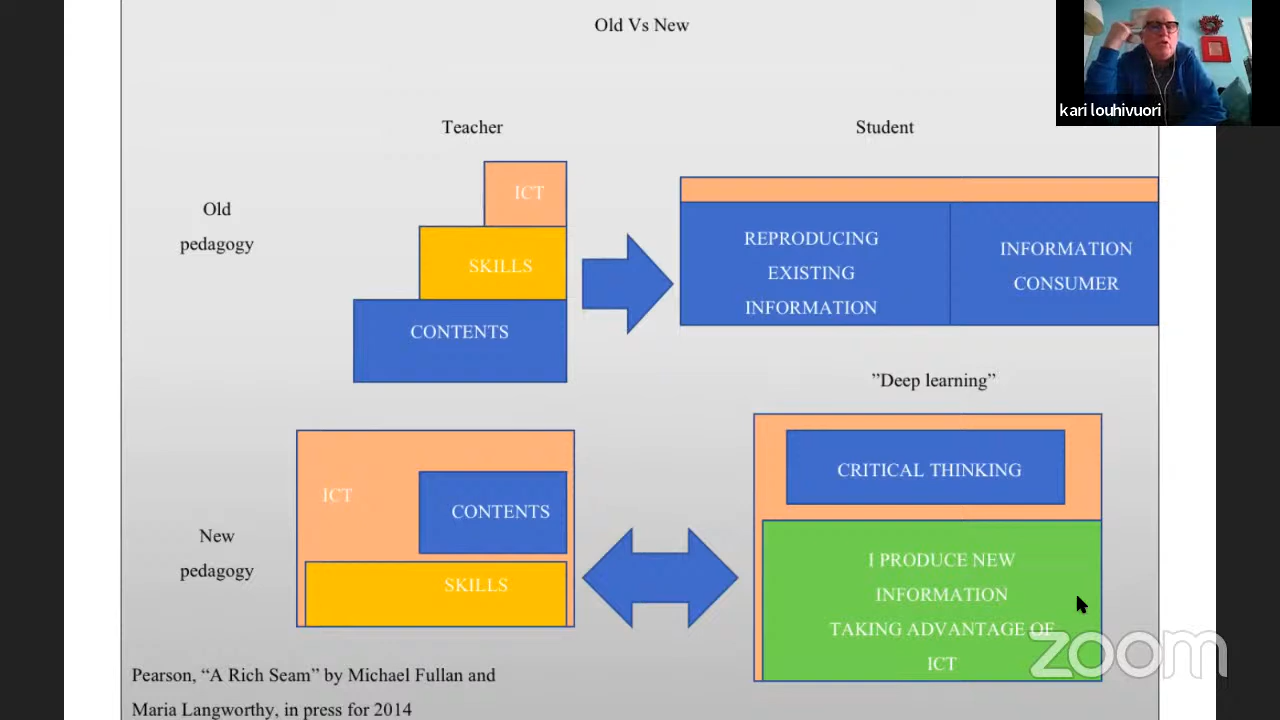 Old Vs New
kari louhivuori
Teacher
Student
Old
pedagogy
ICT
SKILLS
CONTENTS
REPRODUCING
EXISTING
INFORMATION
INFORMATION
CONSUMER
”Deep learning”
New
pedagogy
ICT
CONTENTS
SKILLS
CRITICAL THINKING
I PRODUCE NEW
INFORMATION
TAKING ADVANTAGE OF
ICT
Pearson, “A Rich Seam” by Michael Fullan and
Maria Langworthy, in press for 2014
zoom